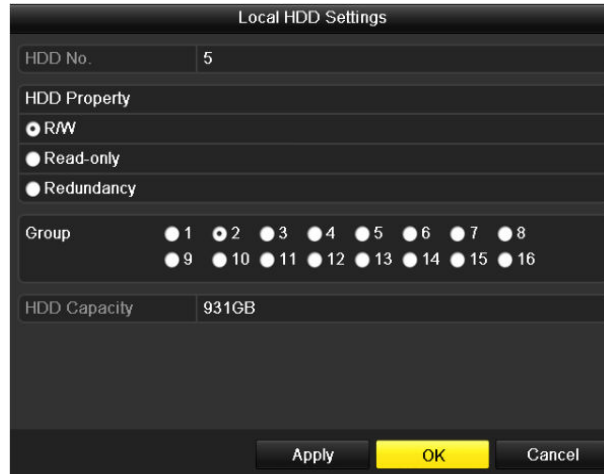 Local HDD Settings
HDD No. 5
HDD Property
R/W
Read-only
Redundancy
Group 1 2 3 4 5 6 7 8
9 10 11 12 13 14 15 16
HDD Capacity 931GB
Apply OK Cancel